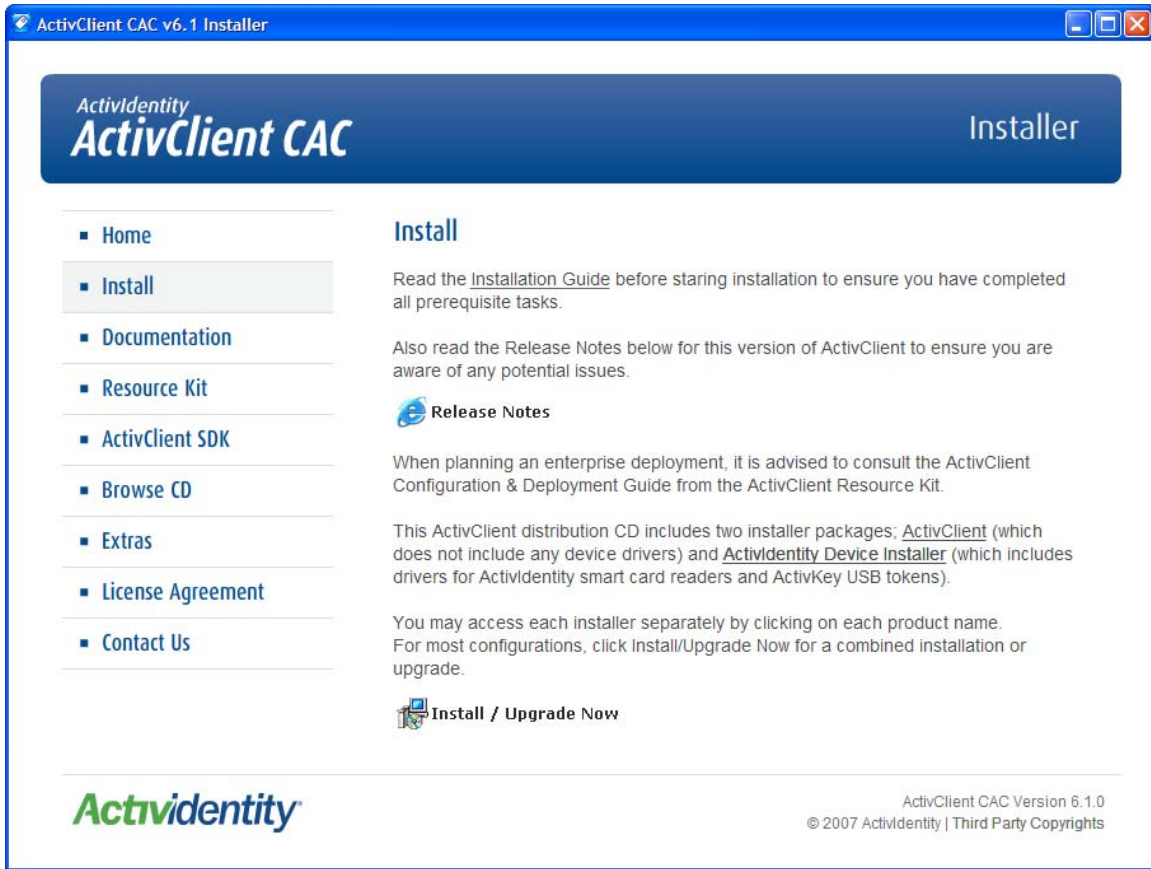 ActivClient CAC v6.1 Installer
ActivIdentity
ActivClient CAC
Installer
Home
Install
Documentation
Resource Kit
ActivClient SDK
Browse CD
Extras
License Agreement
Contact Us
Install
Read the Installation Guide before staring installation to ensure you have completed
all prerequisite tasks.
Also read the Release Notes below for this version of ActivClient to ensure you are
aware of any potential issues.
Release Notes
When planning an enterprise deployment, it is advised to consult the ActivClient
Configuration & Deployment Guide from the ActivClient Resource Kit.
This ActivClient distribution CD includes two installer packages; ActivClient (which
does not include any device drivers) and ActivIdentity Device Installer (which includes
drivers for ActivIdentity smart card readers and ActivKey USB tokens).
You may access each installer separately by clicking on each product name.
For most configurations, click Install/Upgrade Now for a combined installation or
upgrade.
Install / Upgrade Now
ActivIdentity
ActivClient CAC Version 6.1.0
© 2007 ActivIdentity | Third Party Copyrights